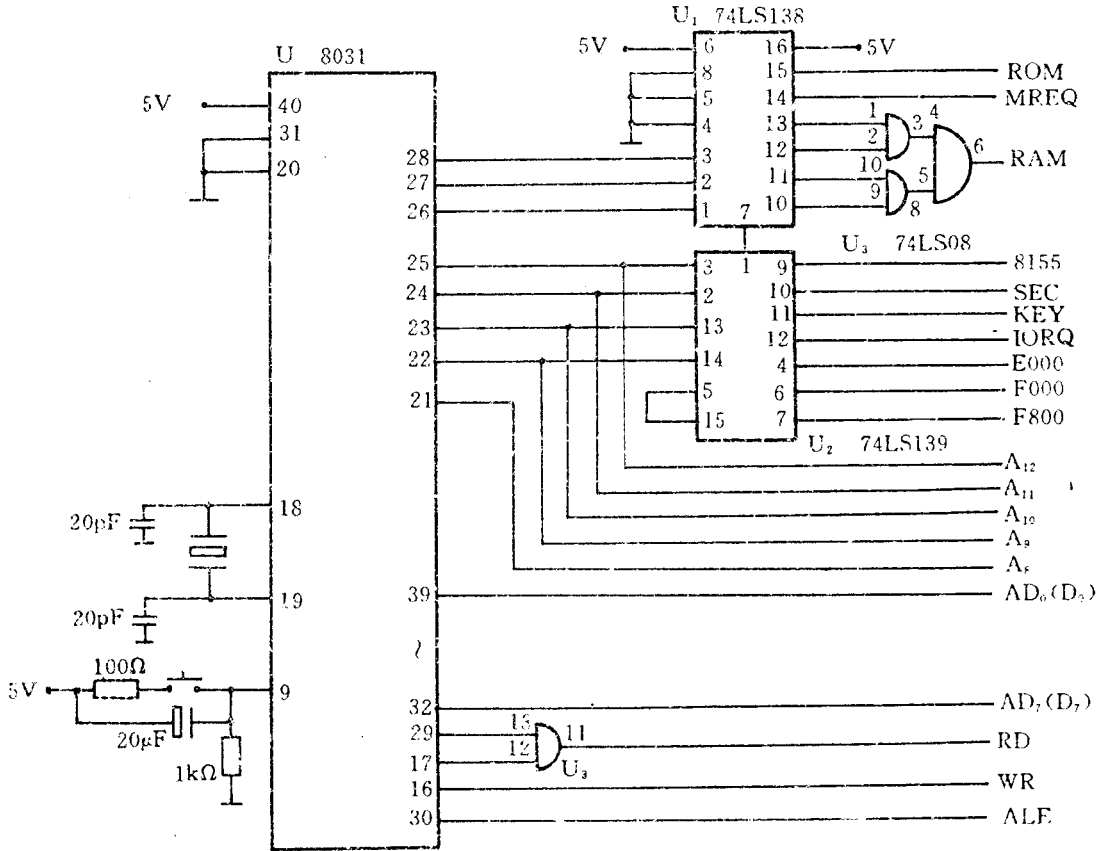 U₁ 74LS138
5V
6
16
5V
8
15
ROM
5
14
MREQ
4
13
1
4
2
3
6
RAM
3
12
2
11
10
5
1
10
9
8
7
U 8031
5V
40
31
20
28
27
26
25
24
23
22
21
U₃ 74LS08
3
1
9
8155
2
10
SEC
11
KEY
13
12
IORQ
14
4
E000
5
6
F000
15
7
F800
U₂ 74LS139
A₁₂
A₁₁
A₁₀
A₉
20pF
18
19
20pF
39
AD₀(D₀)
~
100Ω
5V
9
20μF
1kΩ
32
AD₇(D₇)
29
13
11
RD
12
17
U₃
16
WR
30
ALE